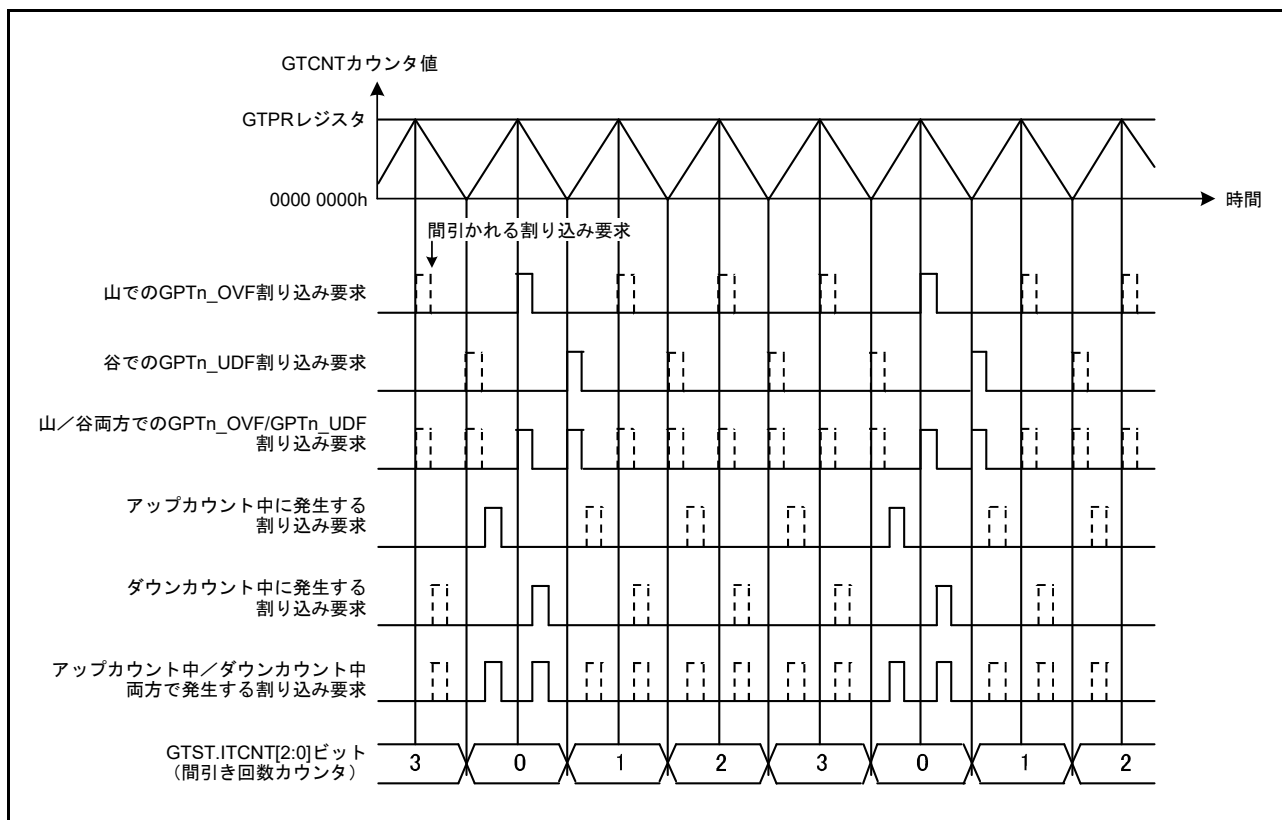 GTCNTカウンタ値
GTPRレジスタ
0000 0000h
時間
間引かれる割り込み要求
山でのGPTn_OVF割り込み要求
谷でのGPTn_UDF割り込み要求
山／谷両方でのGPTn_OVF/GPTn_UDF
割り込み要求
アップカウント中に発生する
割り込み要求
ダウンカウント中に発生する
割り込み要求
アップカウント中／ダウンカウント中
両方で発生する割り込み要求
GTST.ITCNT[2:0]ビット
（間引き回数カウンタ）
3 0 1 2 3 0 1 2